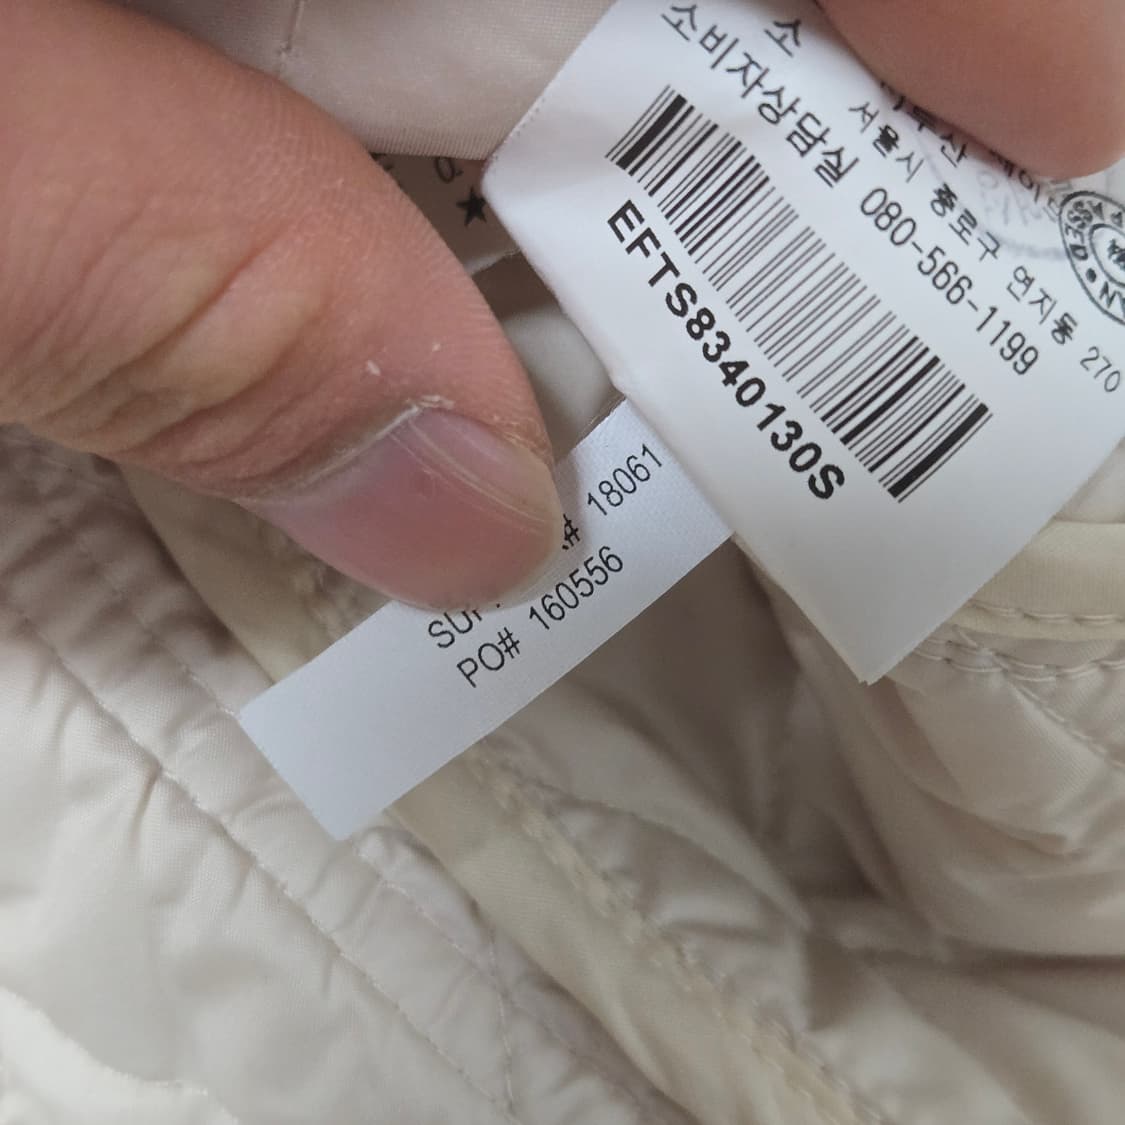 소비자상담실 080-566-1199
서울시 종로구 연지동 270
EFTS8340130S
# 18061
PO# 160556